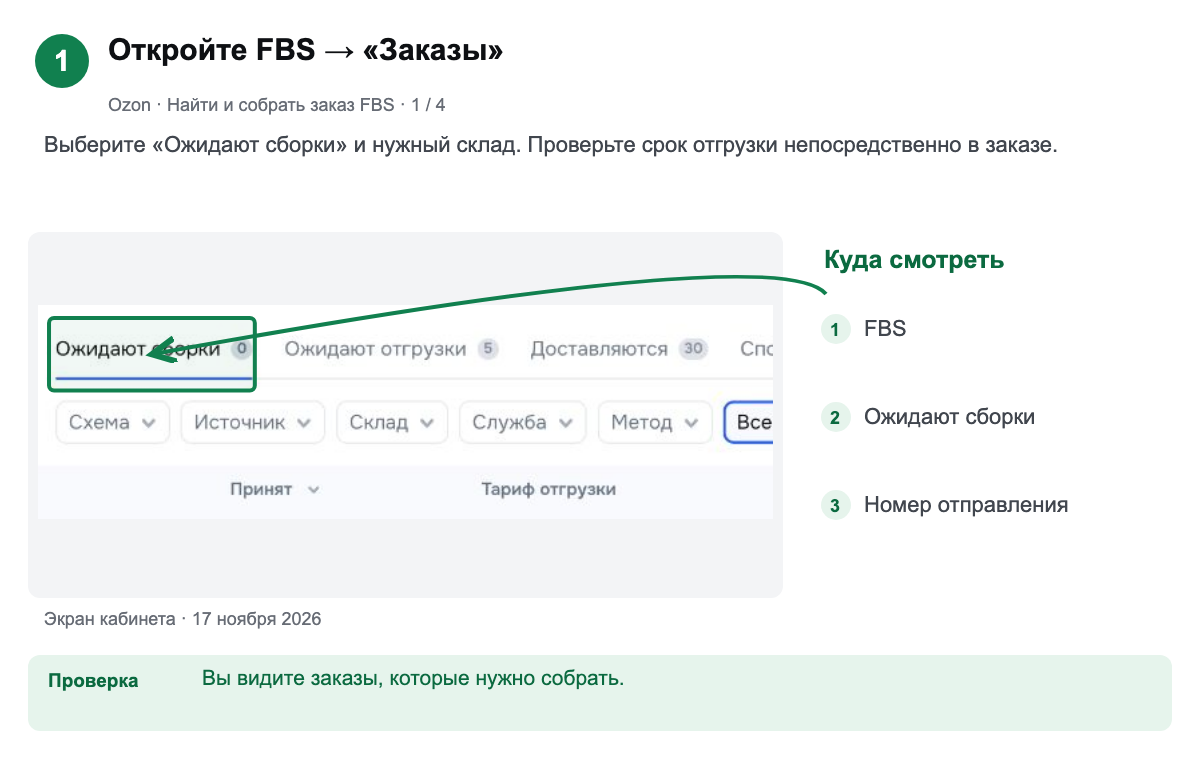 1
Откройте FBS → «Заказы»
Ozon · Найти и собрать заказ FBS · 1 / 4
Выберите «Ожидают сборки» и нужный склад. Проверьте срок отгрузки непосредственно в заказе.
Ожидают сборки 0 Ожидают отгрузки 5 Доставляются 30 Спо
Схема Источник Склад Служба Метод Все
Принят Тариф отгрузки
Куда смотреть
1 FBS
2 Ожидают сборки
3 Номер отправления
Экран кабинета · 17 ноября 2026
Проверка Вы видите заказы, которые нужно собрать.